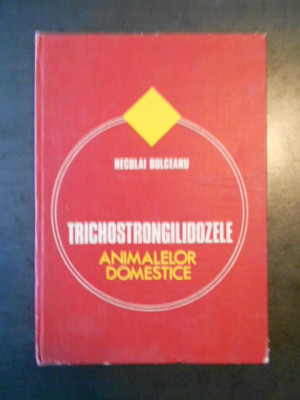 NECULAI DULCEANU
TRICHOSTRONGILIDOZELE
ANIMALELOR
DOMESTICE